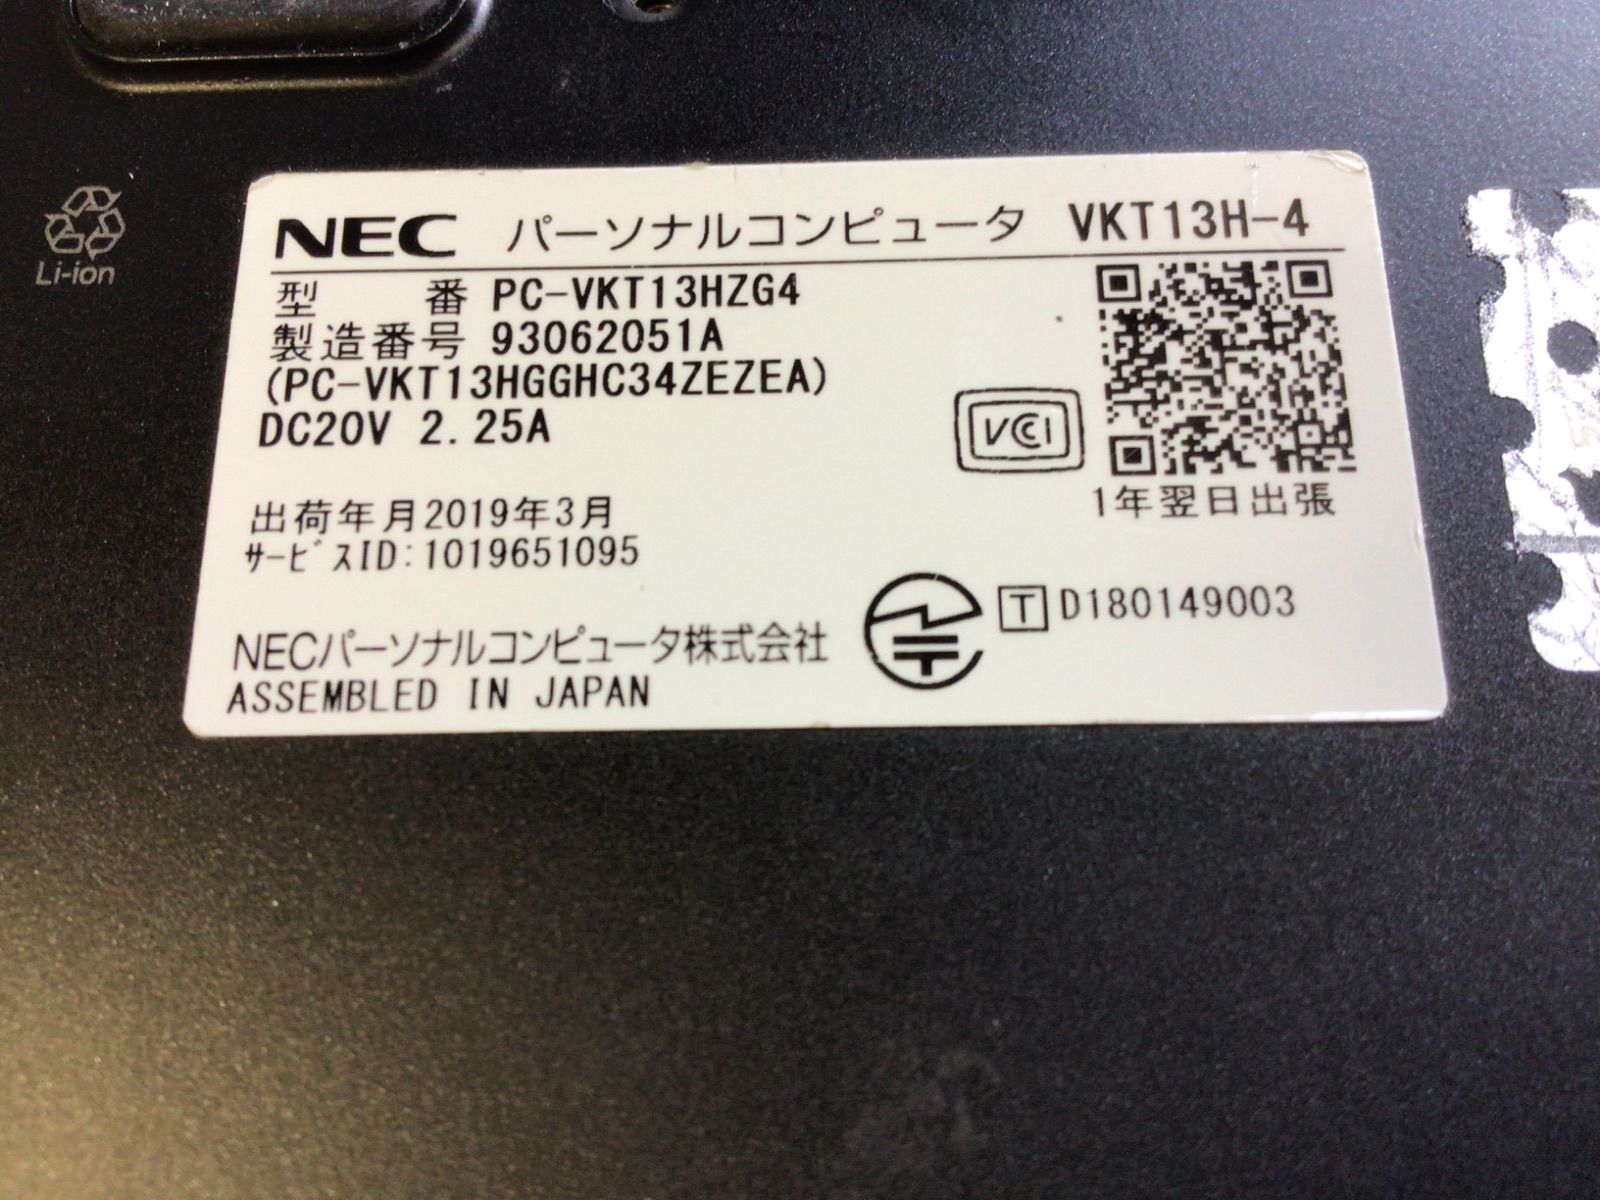 Li-ion
NEC パーソナルコンピュータ VKT13H-4
型 番 PC-VKT13HZG4
製造番号 93062051A
(PC-VKT13HGGHC34ZEZEA)
DC20V 2.25A
VCI
1年翌日出張
出荷年月2019年3月
サービスID:1019651095
T D180149003
NECパーソナルコンピュータ株式会社
ASSEMBLED IN JAPAN